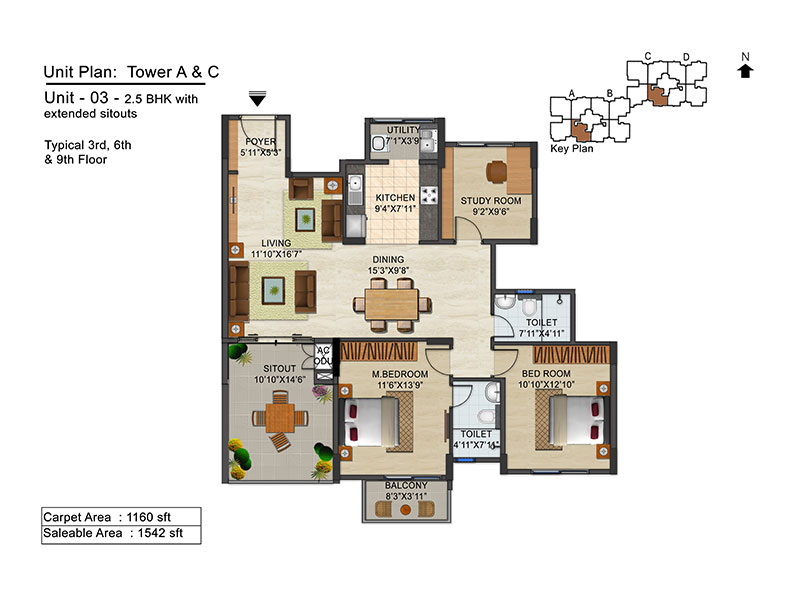 Unit Plan: Tower A & C
Unit - 03 - 2.5 BHK with
extended sitouts
Typical 3rd, 6th
& 9th Floor
C D
N
A B
Key Plan
UTILITY
7'1"X3'9"
FOYER
5'11"X5'3"
KITCHEN
9'4"X7'11"
STUDY ROOM
9'2"X9'6"
LIVING
11'10"X16'7"
DINING
15'3"X9'8"
TOILET
7'11"X4'11"
AC
ODU
SITOUT
10'10"X14'6"
M.BEDROOM
11'6"X13'9"
BED ROOM
10'10"X12'10"
TOILET
4'11"X7'11"
BALCONY
8'3"X3'11"
Carpet Area : 1160 sft
Saleable Area : 1542 sft